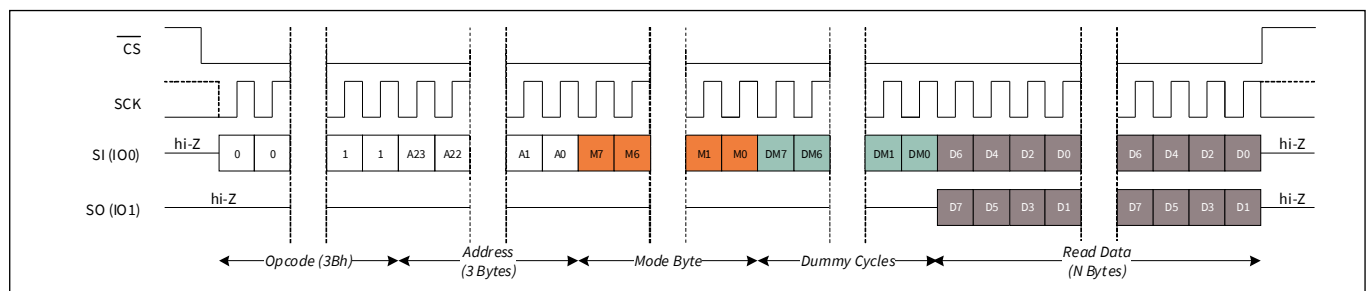 CS
SCK
hi-Z
SI (IO0) 0 0 1 1 A23 A22 A1 A0 M7 M6 M1 M0 DM7 DM6 DM1 DM0 D6 D4 D2 D0 D6 D4 D2 D0 hi-Z
hi-Z
SO (IO1) D7 D5 D3 D1 D7 D5 D3 D1 hi-Z
Opcode (3Bh) Address Mode Byte Dummy Cycles Read Data
(3 Bytes) (N Bytes)